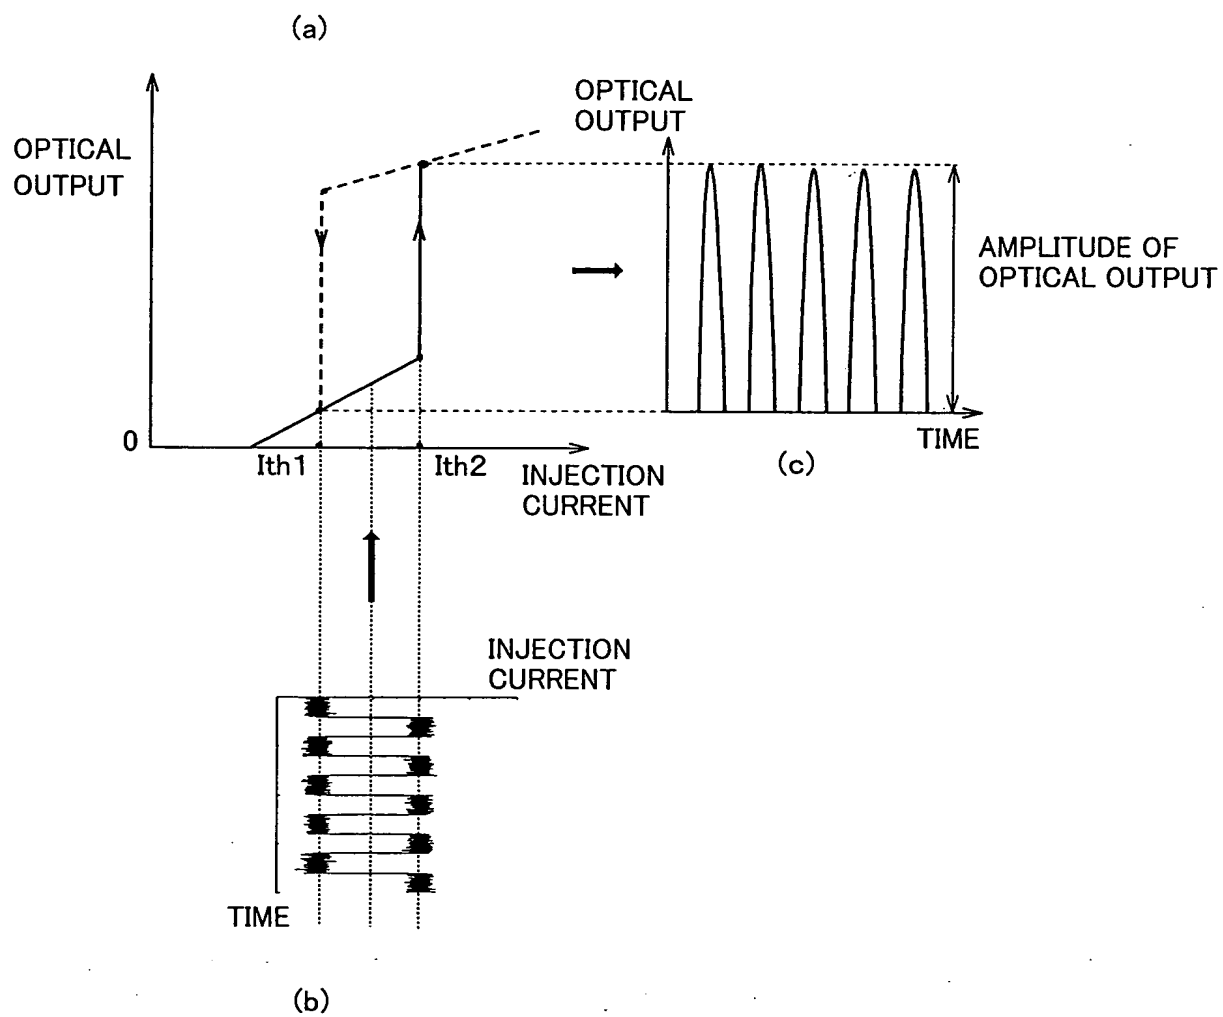 (a)
OPTICAL
OUTPUT
0
Ith1
Ith2
INJECTION
CURRENT
OPTICAL
OUTPUT
AMPLITUDE OF
OPTICAL OUTPUT
TIME
(c)
INJECTION
CURRENT
TIME
(b)